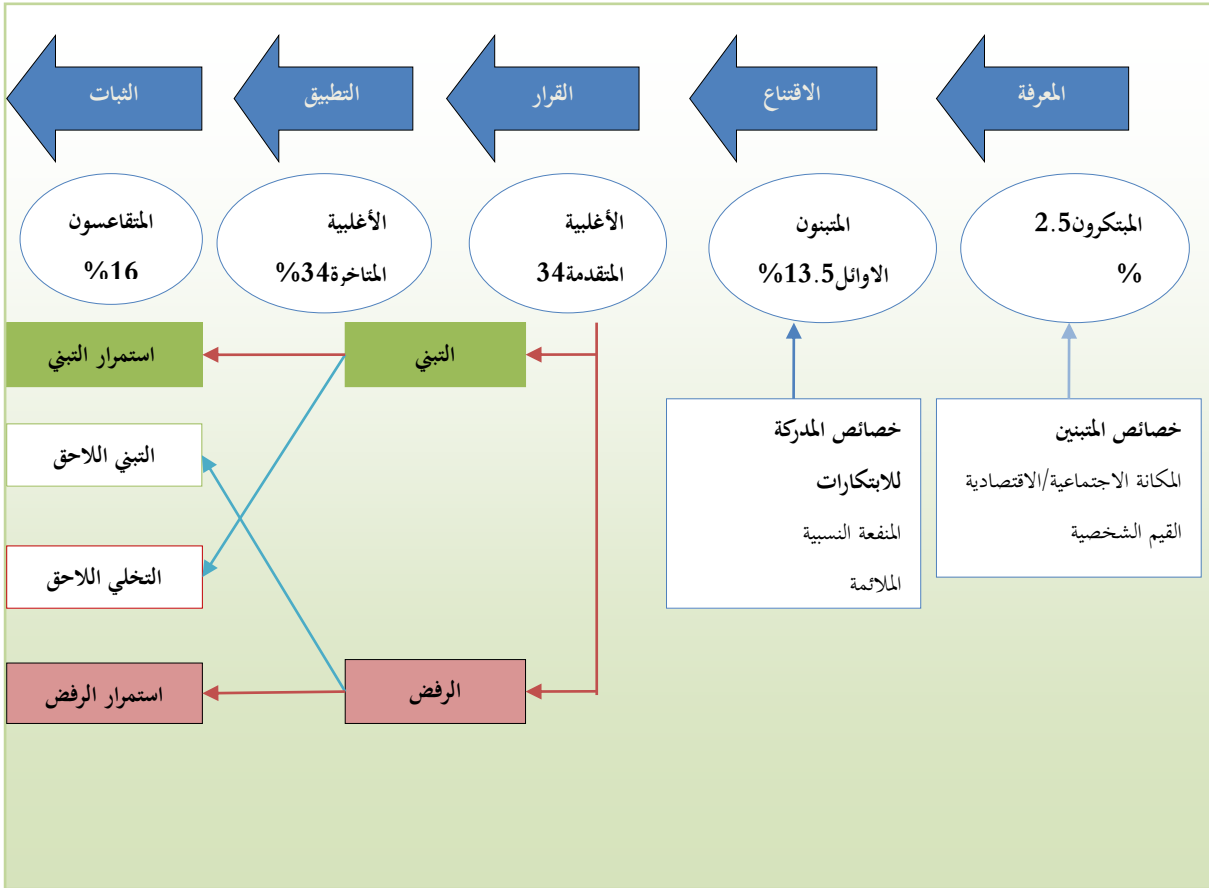 المعرفة
الاقتناع
القرار
التطبيق
الثبات
المبتكرون2.5
%
المتبنون
الاوائل13.5%
الأغلبية
المتقدمة34
الأغلبية
المتاخرة34%
المتقاعسون
16%
التبني
استمرار التبني
خصائص المتبنين
المكانة الاجتماعية/الاقتصادية
القيم الشخصية
خصائص المدركة
للابتكارات
المنفعة النسبية
الملائمة
التبني اللاحق
التخلي اللاحق
الرفض
استمرار الرفض